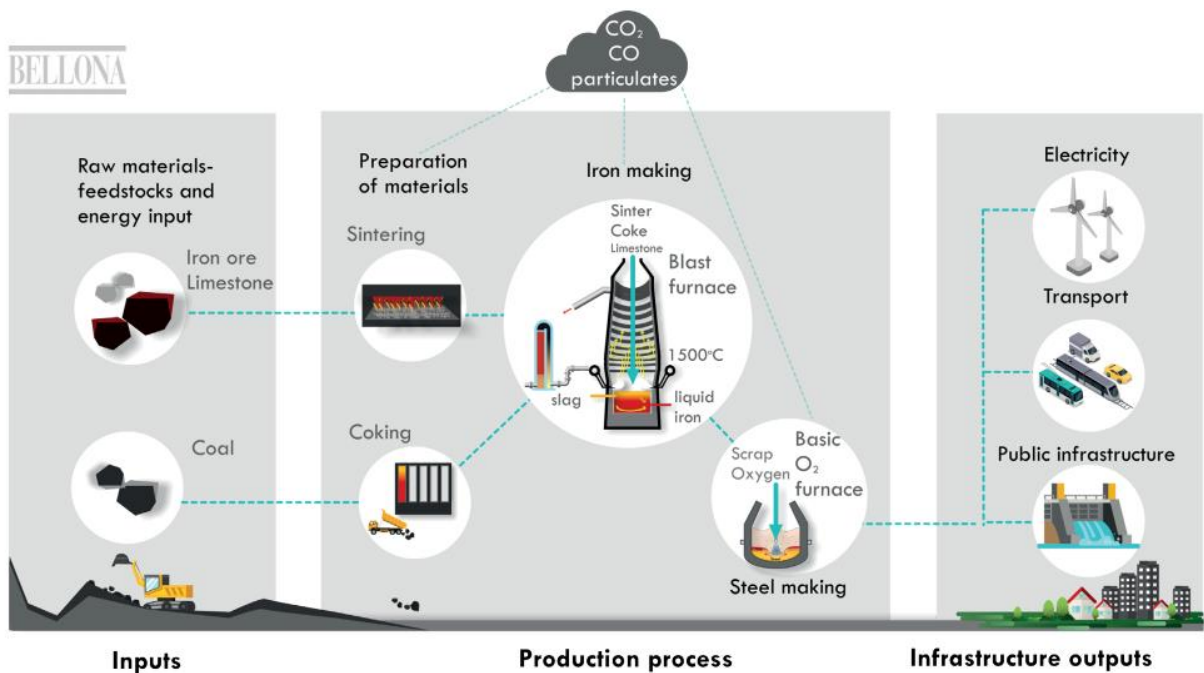 BELLONA
CO₂
CO
particulates
Raw materials-
feedstocks and
energy input
Iron ore
Limestone
Coal
Preparation
of materials
Sintering
Coking
Iron making
Sinter
Coke
Limestone
Blast
furnace
1500°C
slag
liquid
iron
Scrap
Oxygen
Basic
O₂
furnace
Steel making
Electricity
Transport
Public infrastructure
Inputs
Production process
Infrastructure outputs